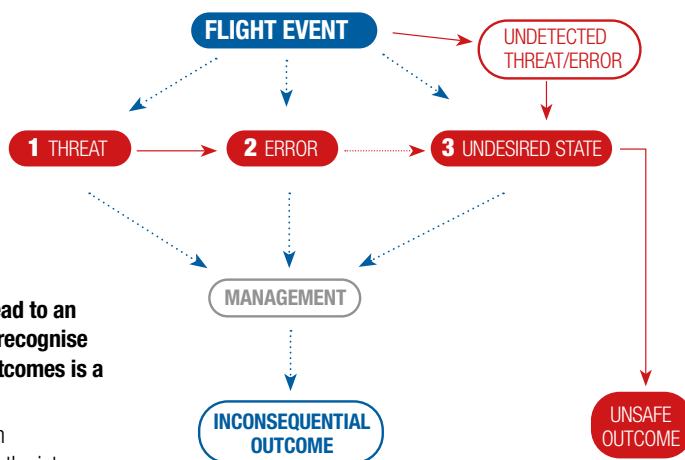 FLIGHT EVENT
UNDETECTED
THREAT/ERROR
1 THREAT
2 ERROR
3 UNDESIRED STATE
MANAGEMENT
ead to an
recognise
tcomes is a
INCONSEQUENTIAL
OUTCOME
UNSAFE
OUTCOME